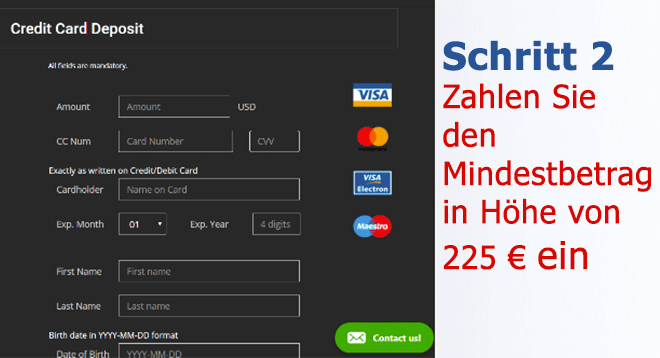 Credit Card Deposit
All fields are mandatory.
Amount Amount USD
VISA
CC Num Card Number CVV
Exactly as written on Credit/Debit Card
Cardholder Name on Card
VISA
Electron
Exp. Month 01 Exp. Year 4 digits
Maestro
First Name First name
Last Name Last name
Birth date in YYYY-MM-DD format
Date of Birth YYYY-MM-DD
Contact us!
Schritt 2
Zahlen Sie
den
Mindestbetrag
in Höhe von
225 € ein